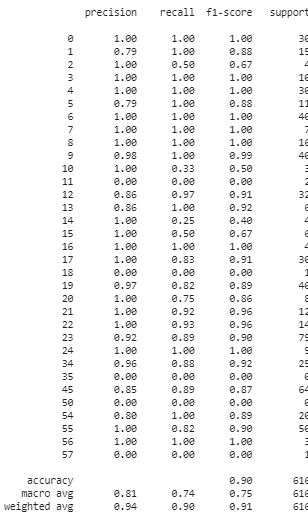 precision recall f1-score support
0 1.00 1.00 1.00 30
1 0.79 1.00 0.88 15
2 1.00 0.50 0.67 4
3 1.00 1.00 1.00 10
4 1.00 1.00 1.00 30
5 0.79 1.00 0.88 11
6 1.00 1.00 1.00 40
7 1.00 1.00 1.00 7
8 1.00 1.00 1.00 16
9 0.98 1.00 0.99 40
10 1.00 0.33 0.50 3
11 0.00 0.00 0.00 2
12 0.86 0.97 0.91 32
13 0.86 1.00 0.92 6
14 1.00 0.25 0.40 4
15 1.00 0.50 0.67 6
16 1.00 1.00 1.00 4
17 1.00 0.83 0.91 30
18 0.00 0.00 0.00 1
19 0.97 0.82 0.89 40
20 1.00 0.75 0.86 8
21 1.00 0.92 0.96 12
22 1.00 0.93 0.96 14
23 0.92 0.89 0.90 79
24 1.00 1.00 1.00 9
34 0.96 0.88 0.92 25
35 0.00 0.00 0.00 0
45 0.85 0.89 0.87 64
50 0.00 0.00 0.00 0
54 0.80 1.00 0.89 20
55 1.00 0.82 0.90 50
56 1.00 1.00 1.00 3
57 0.00 0.00 0.00 1
accuracy 0.90 616
macro avg 0.81 0.74 0.75 616
weighted avg 0.94 0.90 0.91 616